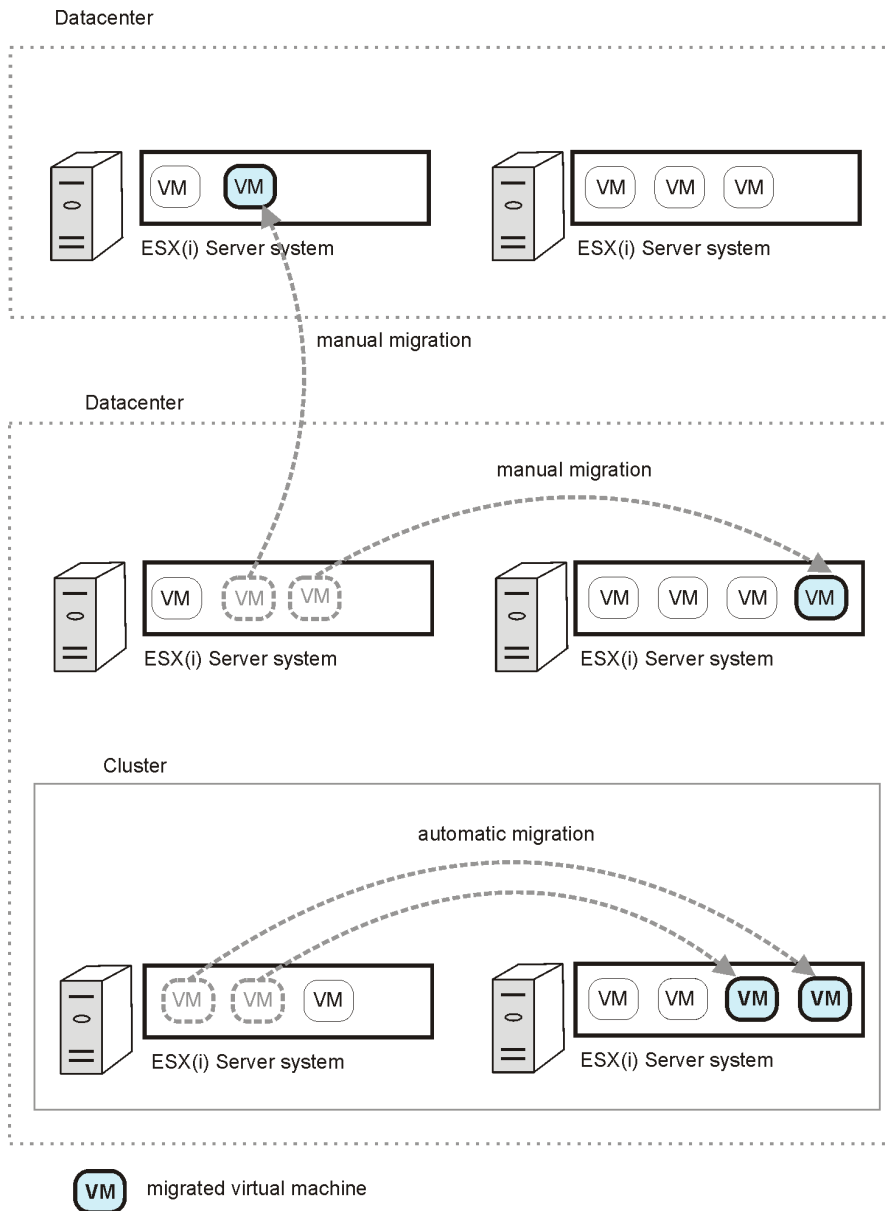 Datacenter
VM VM
VM VM VM
ESX(i) Server system
ESX(i) Server system
manual migration
Datacenter
manual migration
VM VM VM
VM VM VM VM
ESX(i) Server system
ESX(i) Server system
Cluster
automatic migration
VM VM VM
VM VM VM VM
ESX(i) Server system
ESX(i) Server system
VM migrated virtual machine